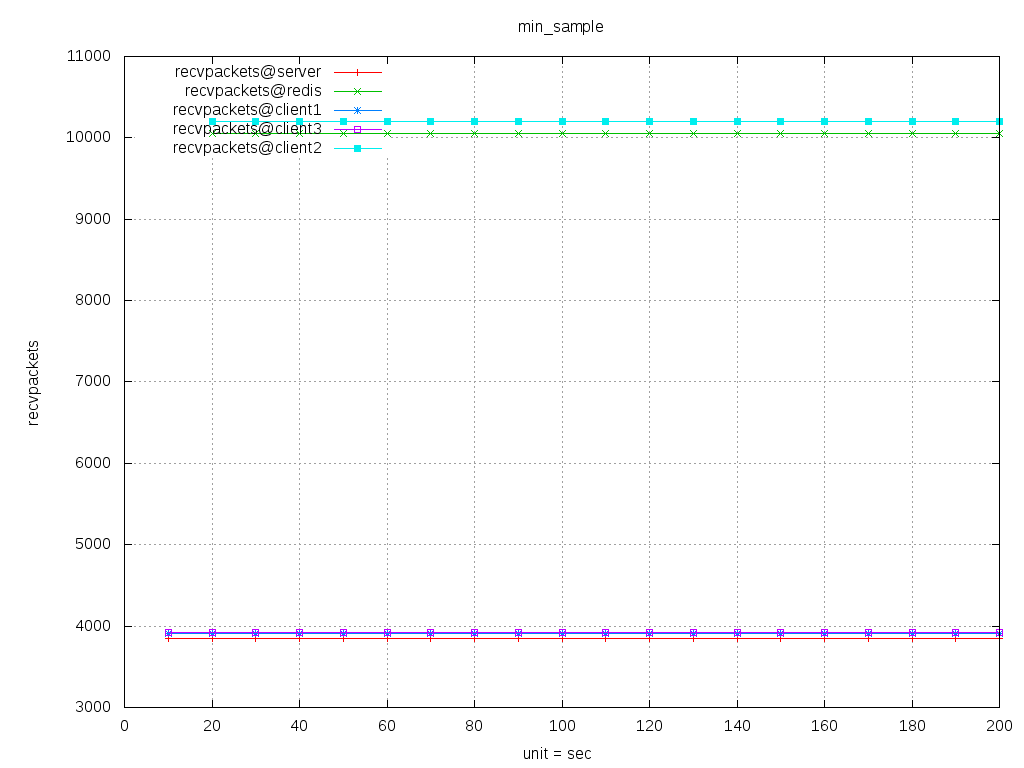 min_sample
11000
10000
9000
8000
7000
6000
5000
4000
3000
recvpackets@server
recvpackets@redis
recvpackets@client1
recvpackets@client3
recvpackets@client2
recvpackets
0 20 40 60 80 100 120 140 160 180 200
unit = sec